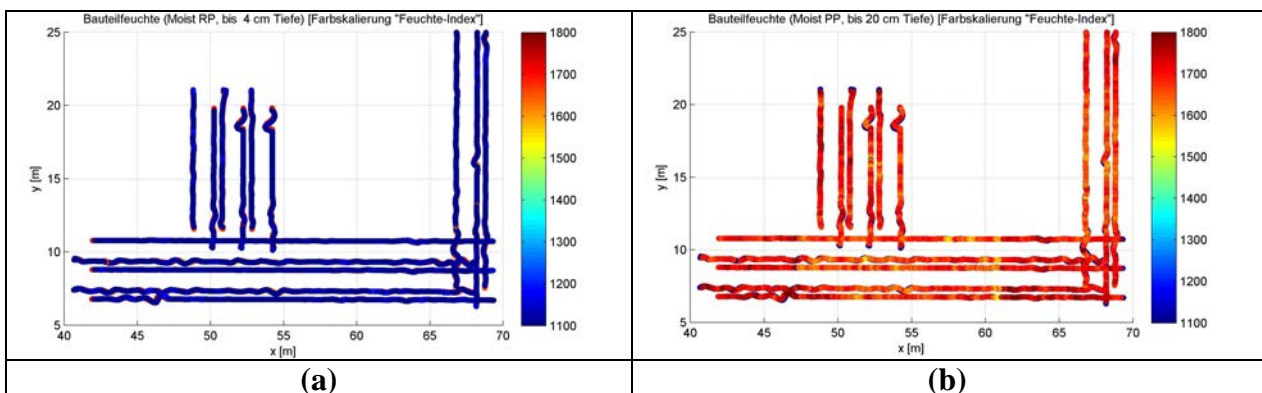 Bauteilfeuchte (Moist RP, bis 4 cm Tiefe) [Farbskalierung "Feuchte-Index"]
25
20
15
10
5
y [m]
40 45 50 55 60 65 70
x [m]
1800
1700
1600
1500
1400
1300
1200
1100
(a)
Bauteilfeuchte (Moist PP, bis 20 cm Tiefe) [Farbskalierung "Feuchte-Index"]
25
20
15
10
5
y [m]
40 45 50 55 60 65 70
x [m]
1800
1700
1600
1500
1400
1300
1200
1100
(b)